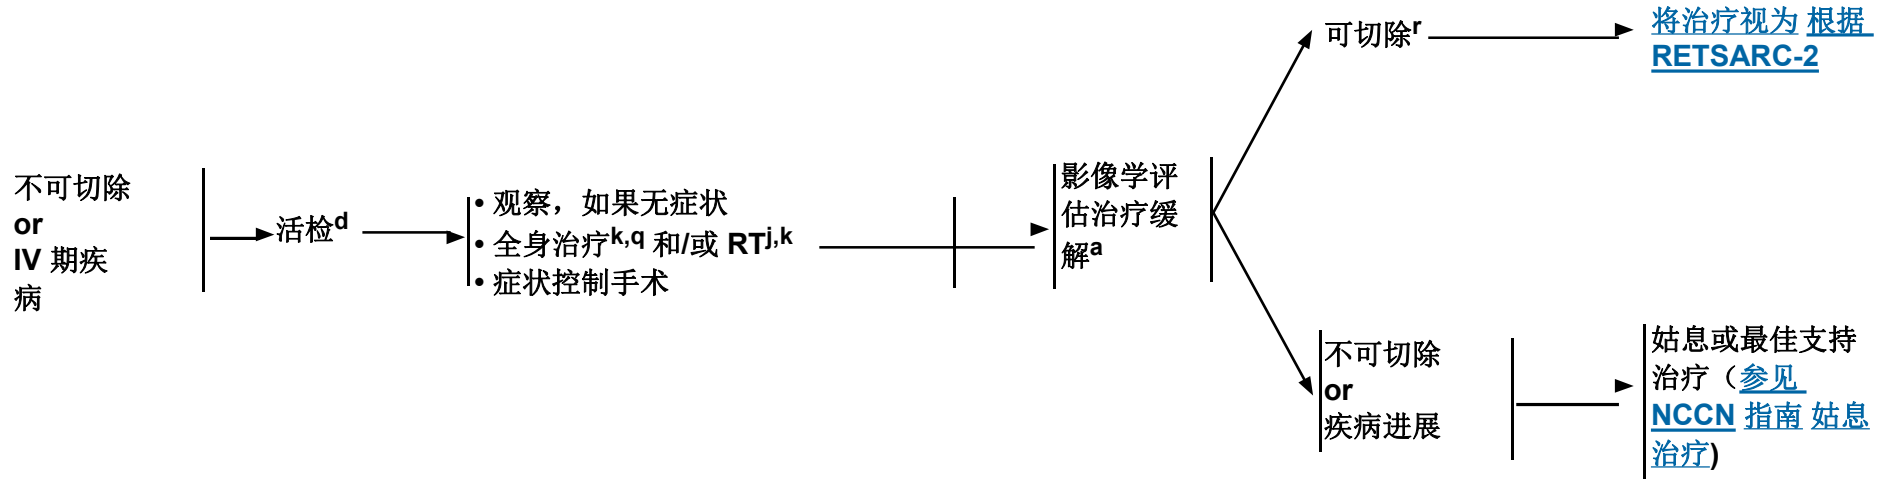 不可切除
or
IV 期疾
病
活检d
• 观察，如果无症状
• 全身治疗k,q 和/或 RTj,k
• 症状控制手术
影像学评
估治疗缓
解a
可切除r
将治疗视为 根据
RETSARC-2
不可切除
or
疾病进展
姑息或最佳支持
治疗（参见
NCCN 指南 姑息
治疗)